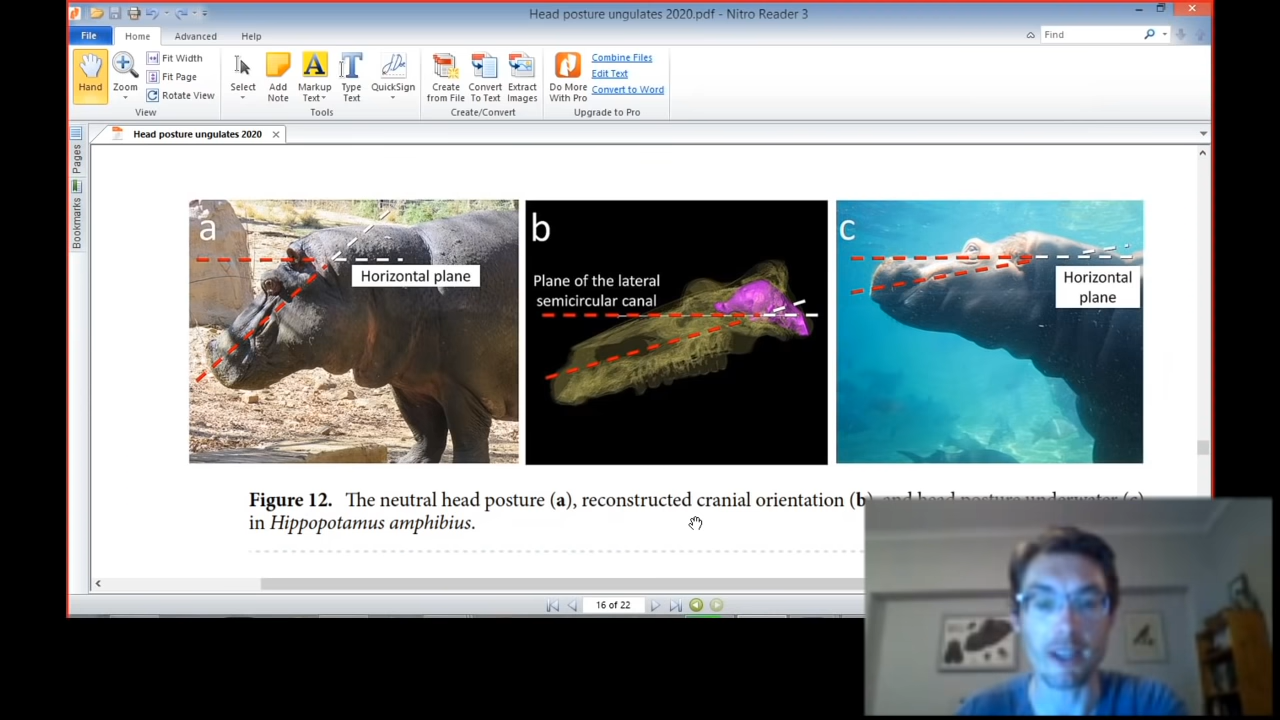 Head posture ungulates 2020.pdf - Nitro Reader 3
File
Home
Advanced
Help
Find
Hand
Zoom
Fit Width
Fit Page
Rotate View
View
Select
Add Note
Markup Text
Type Text
QuickSign
Tools
Create from File
Convert To Text
Extract Images
Create/Convert
Do More With Pro
Combine Files
Edit Text
Convert to Word
Upgrade to Pro
Head posture ungulates 2020
Pages
Bookmarks
a
Horizontal plane
b
Plane of the lateral
semicircular canal
c
Horizontal
plane
Figure 12. The neutral head posture (a), reconstructed cranial orientation (b), and head posture underwater (c)
in Hippopotamus amphibius.
16 of 22